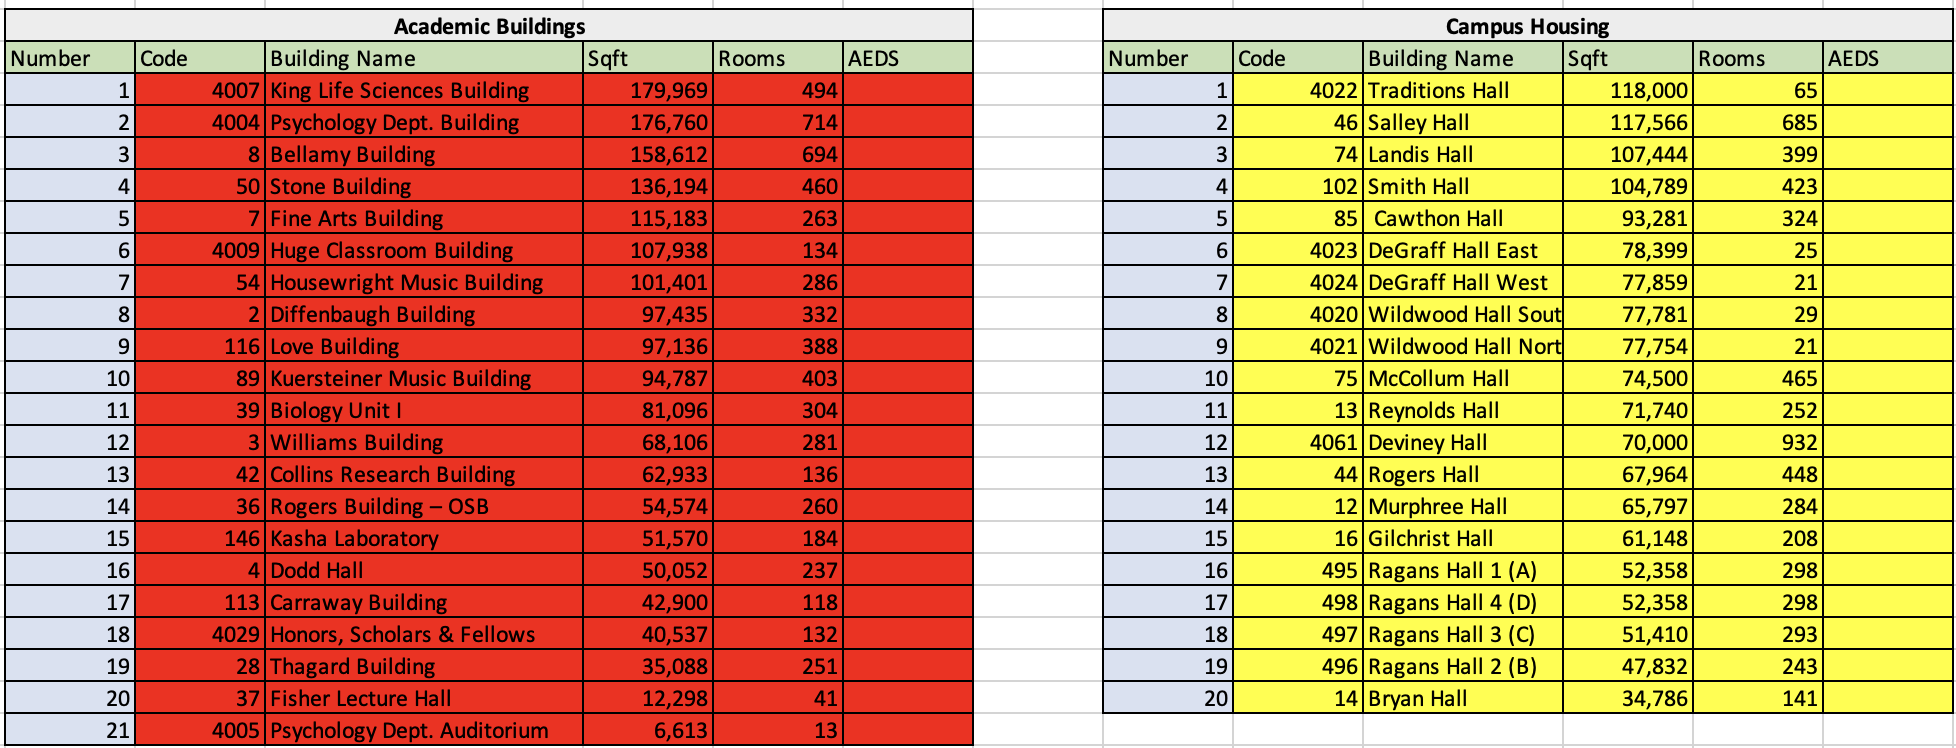 Academic Buildings
Number Code Building Name Sqft Rooms AEDS
1 4007 King Life Sciences Building 179,969 494
2 4004 Psychology Dept. Building 176,760 714
3 8 Bellamy Building 158,612 694
4 50 Stone Building 136,194 460
5 7 Fine Arts Building 115,183 263
6 4009 Huge Classroom Building 107,938 134
7 54 Housewright Music Building 101,401 286
8 2 Diffenbaugh Building 97,435 332
9 116 Love Building 97,136 388
10 89 Kuersteiner Music Building 94,787 403
11 39 Biology Unit I 81,096 304
12 3 Williams Building 68,106 281
13 42 Collins Research Building 62,933 136
14 36 Rogers Building – OSB 54,574 260
15 146 Kasha Laboratory 51,570 184
16 4 Dodd Hall 50,052 237
17 113 Carraway Building 42,900 118
18 4029 Honors, Scholars & Fellows 40,537 132
19 28 Thagard Building 35,088 251
20 37 Fisher Lecture Hall 12,298 41
21 4005 Psychology Dept. Auditorium 6,613 13
Campus Housing
Number Code Building Name Sqft Rooms AEDS
1 4022 Traditions Hall 118,000 65
2 46 Salley Hall 117,566 685
3 74 Landis Hall 107,444 399
4 102 Smith Hall 104,789 423
5 85 Cawthon Hall 93,281 324
6 4023 DeGraff Hall East 78,399 25
7 4024 DeGraff Hall West 77,859 21
8 4020 Wildwood Hall Sout 77,781 29
9 4021 Wildwood Hall Nort 77,754 21
10 75 McCollum Hall 74,500 465
11 13 Reynolds Hall 71,740 252
12 4061 Deviney Hall 70,000 932
13 44 Rogers Hall 67,964 448
14 12 Murphree Hall 65,797 284
15 16 Gilchrist Hall 61,148 208
16 495 Ragans Hall 1 (A) 52,358 298
17 498 Ragans Hall 4 (D) 52,358 298
18 497 Ragans Hall 3 (C) 51,410 293
19 496 Ragans Hall 2 (B) 47,832 243
20 14 Bryan Hall 34,786 141